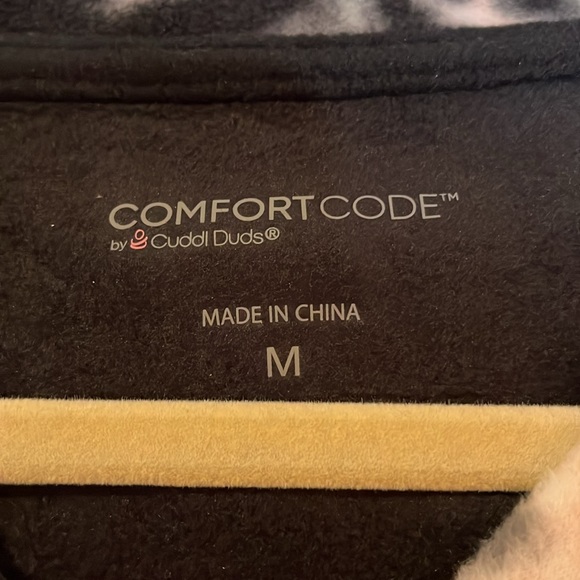 COMFORTCODE™
by Cuddl Duds®
MADE IN CHINA
M